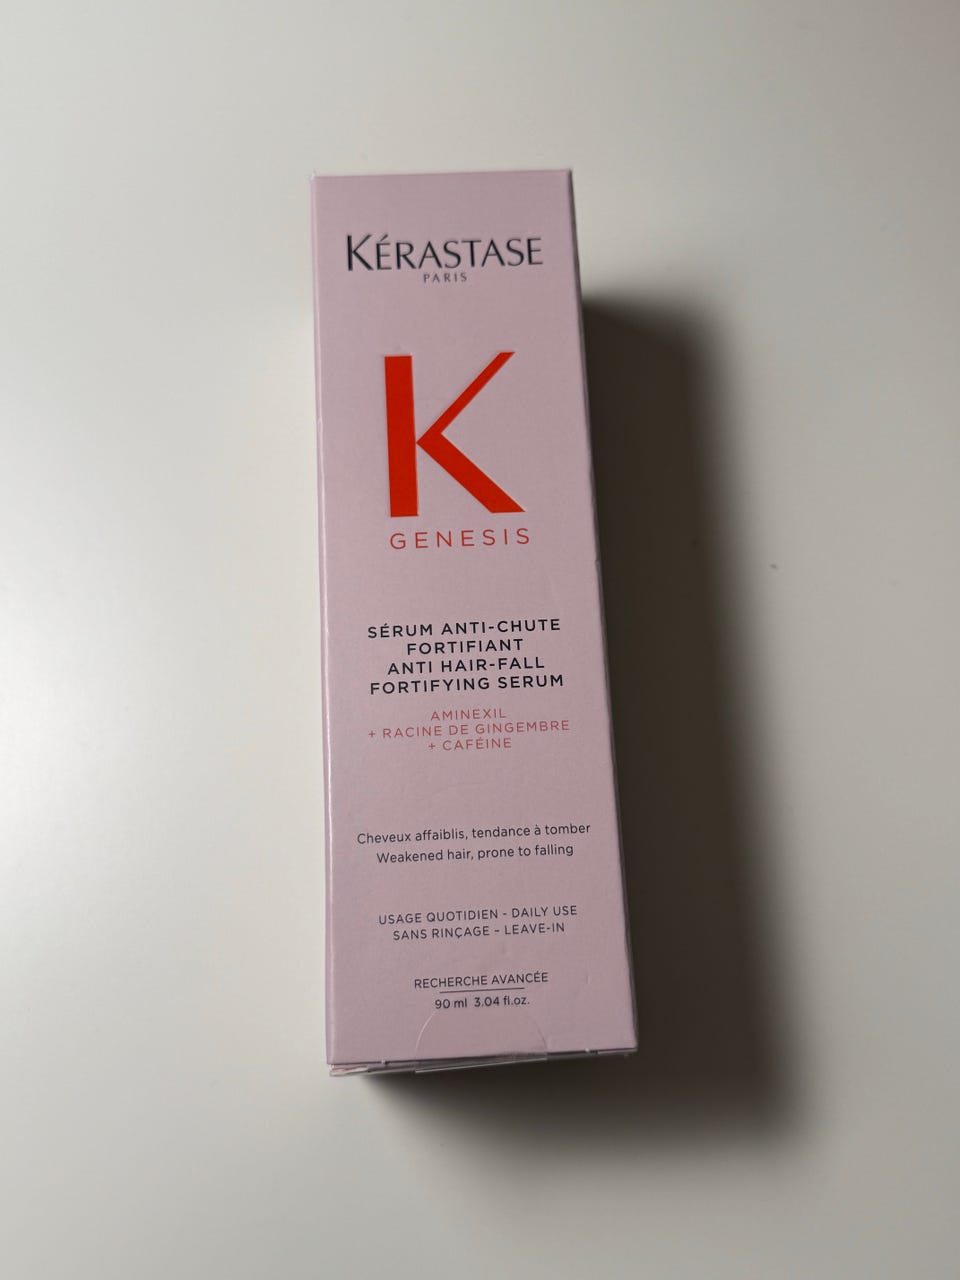 KÉRASTASE
PARIS
K
GENESIS
SÉRUM ANTI-CHUTE
FORTIFIANT
ANTI HAIR-FALL
FORTIFYING SERUM
AMINEXIL
+ RACINE DE GINGEMBRE
+ CAFÉINE
Cheveux affaiblis, tendance à tomber
Weakened hair, prone to falling
USAGE QUOTIDIEN - DAILY USE
SANS RINÇAGE - LEAVE-IN
RECHERCHE AVANCÉE
90 ml 3.04 fl.oz.